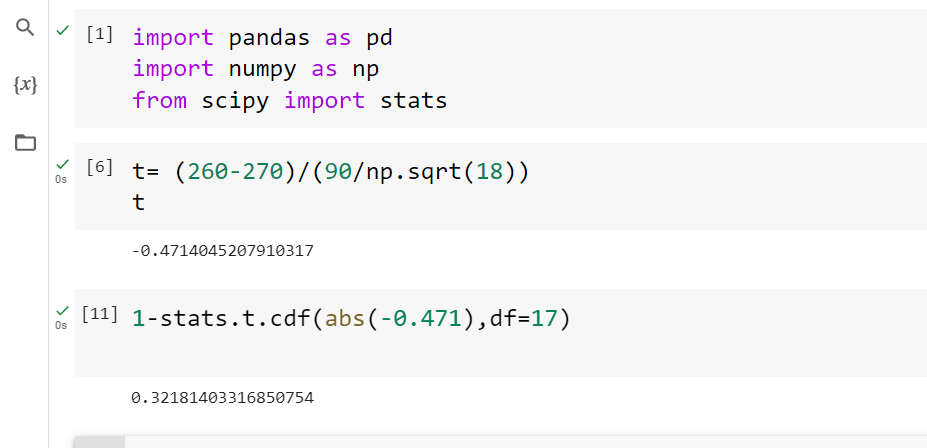 [1] import pandas as pd
import numpy as np
from scipy import stats
{x}
[6] t= (260-270)/(90/np.sqrt(18))
0s
t
-0.4714045207910317
[11] 1-stats.t.cdf(abs(-0.471),df=17)
0s
0.32181403316850754